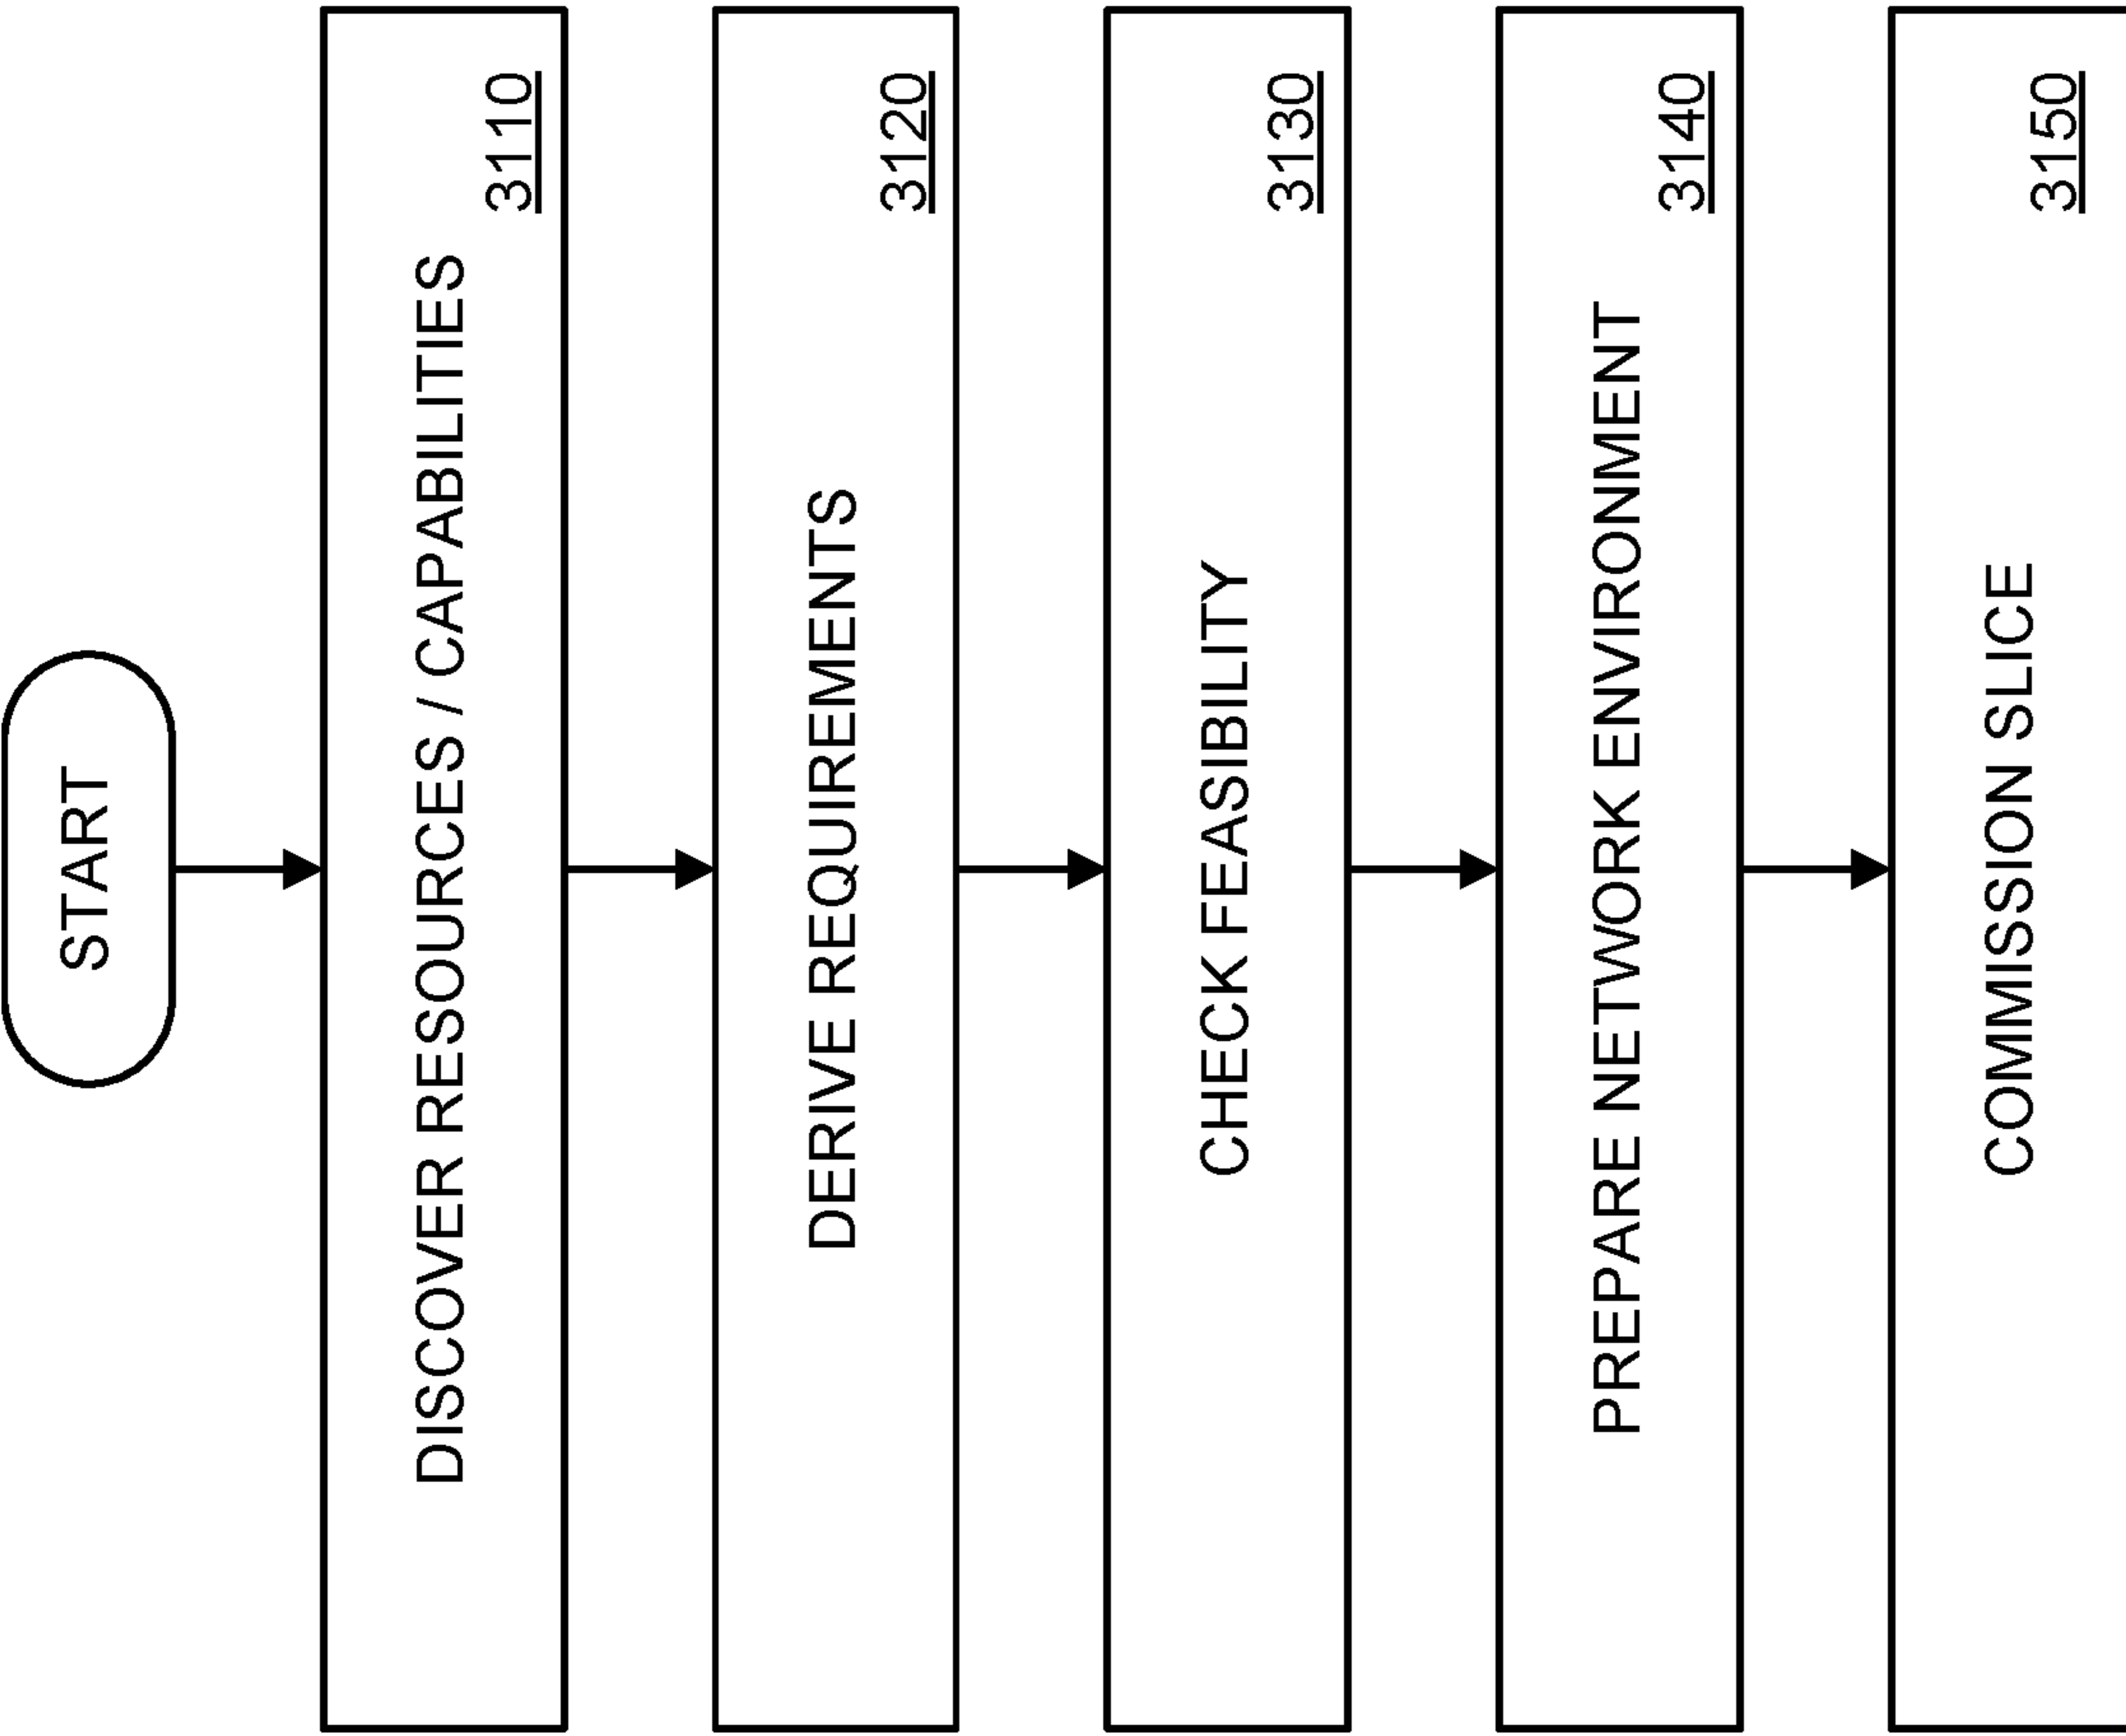 START
DISCOVER RESOURCES / CAPABILITIES
3110
DERIVE REQUIREMENTS
3120
CHECK FEASIBILITY
3130
PREPARE NETWORK ENVIRONMENT
3140
COMMISSION SLICE
3150